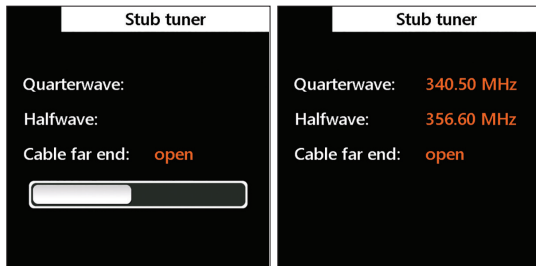 Stub tuner
Quarterwave:
Halfwave:
Cable far end: open
Stub tuner
Quarterwave: 340.50 MHz
Halfwave: 356.60 MHz
Cable far end: open